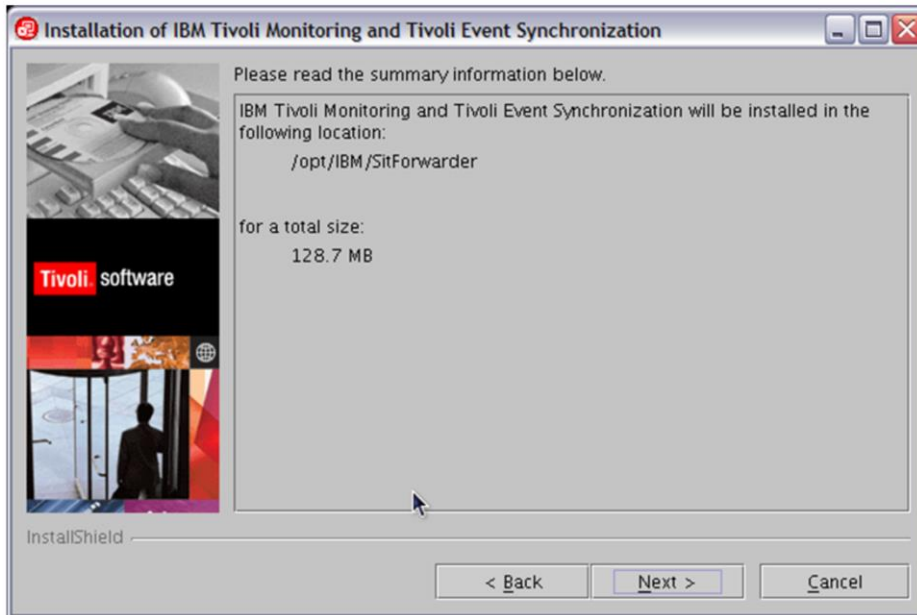 Installation of IBM Tivoli Monitoring and Tivoli Event Synchronization
Please read the summary information below.
IBM Tivoli Monitoring and Tivoli Event Synchronization will be installed in the
following location:
/opt/IBM/SitForwarder
for a total size:
128.7 MB
Tivoli. software
InstallShield
< Back
Next >
Cancel